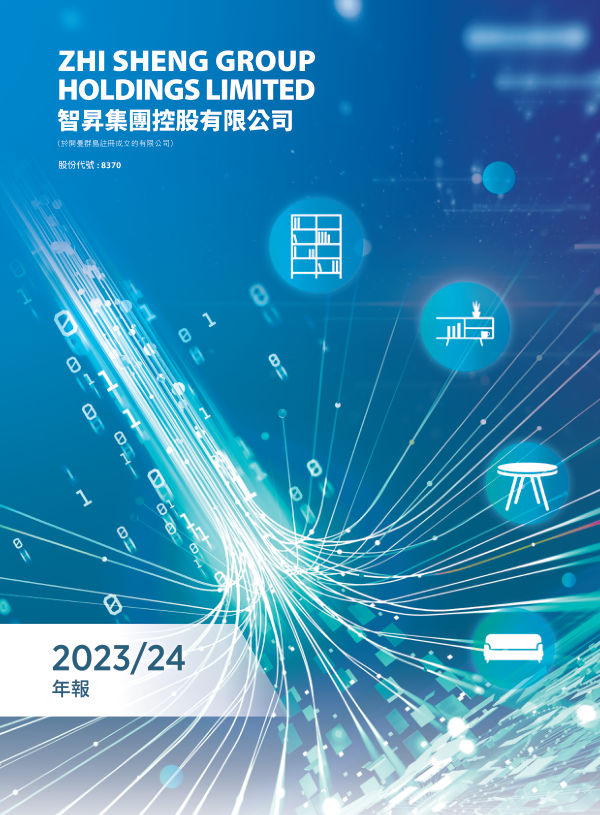 ZHI SHENG GROUP
HOLDINGS LIMITED
智昇集團控股有限公司
(於開曼群島註冊成立的有限公司)
股份代號 : 8370
2023/24
年報